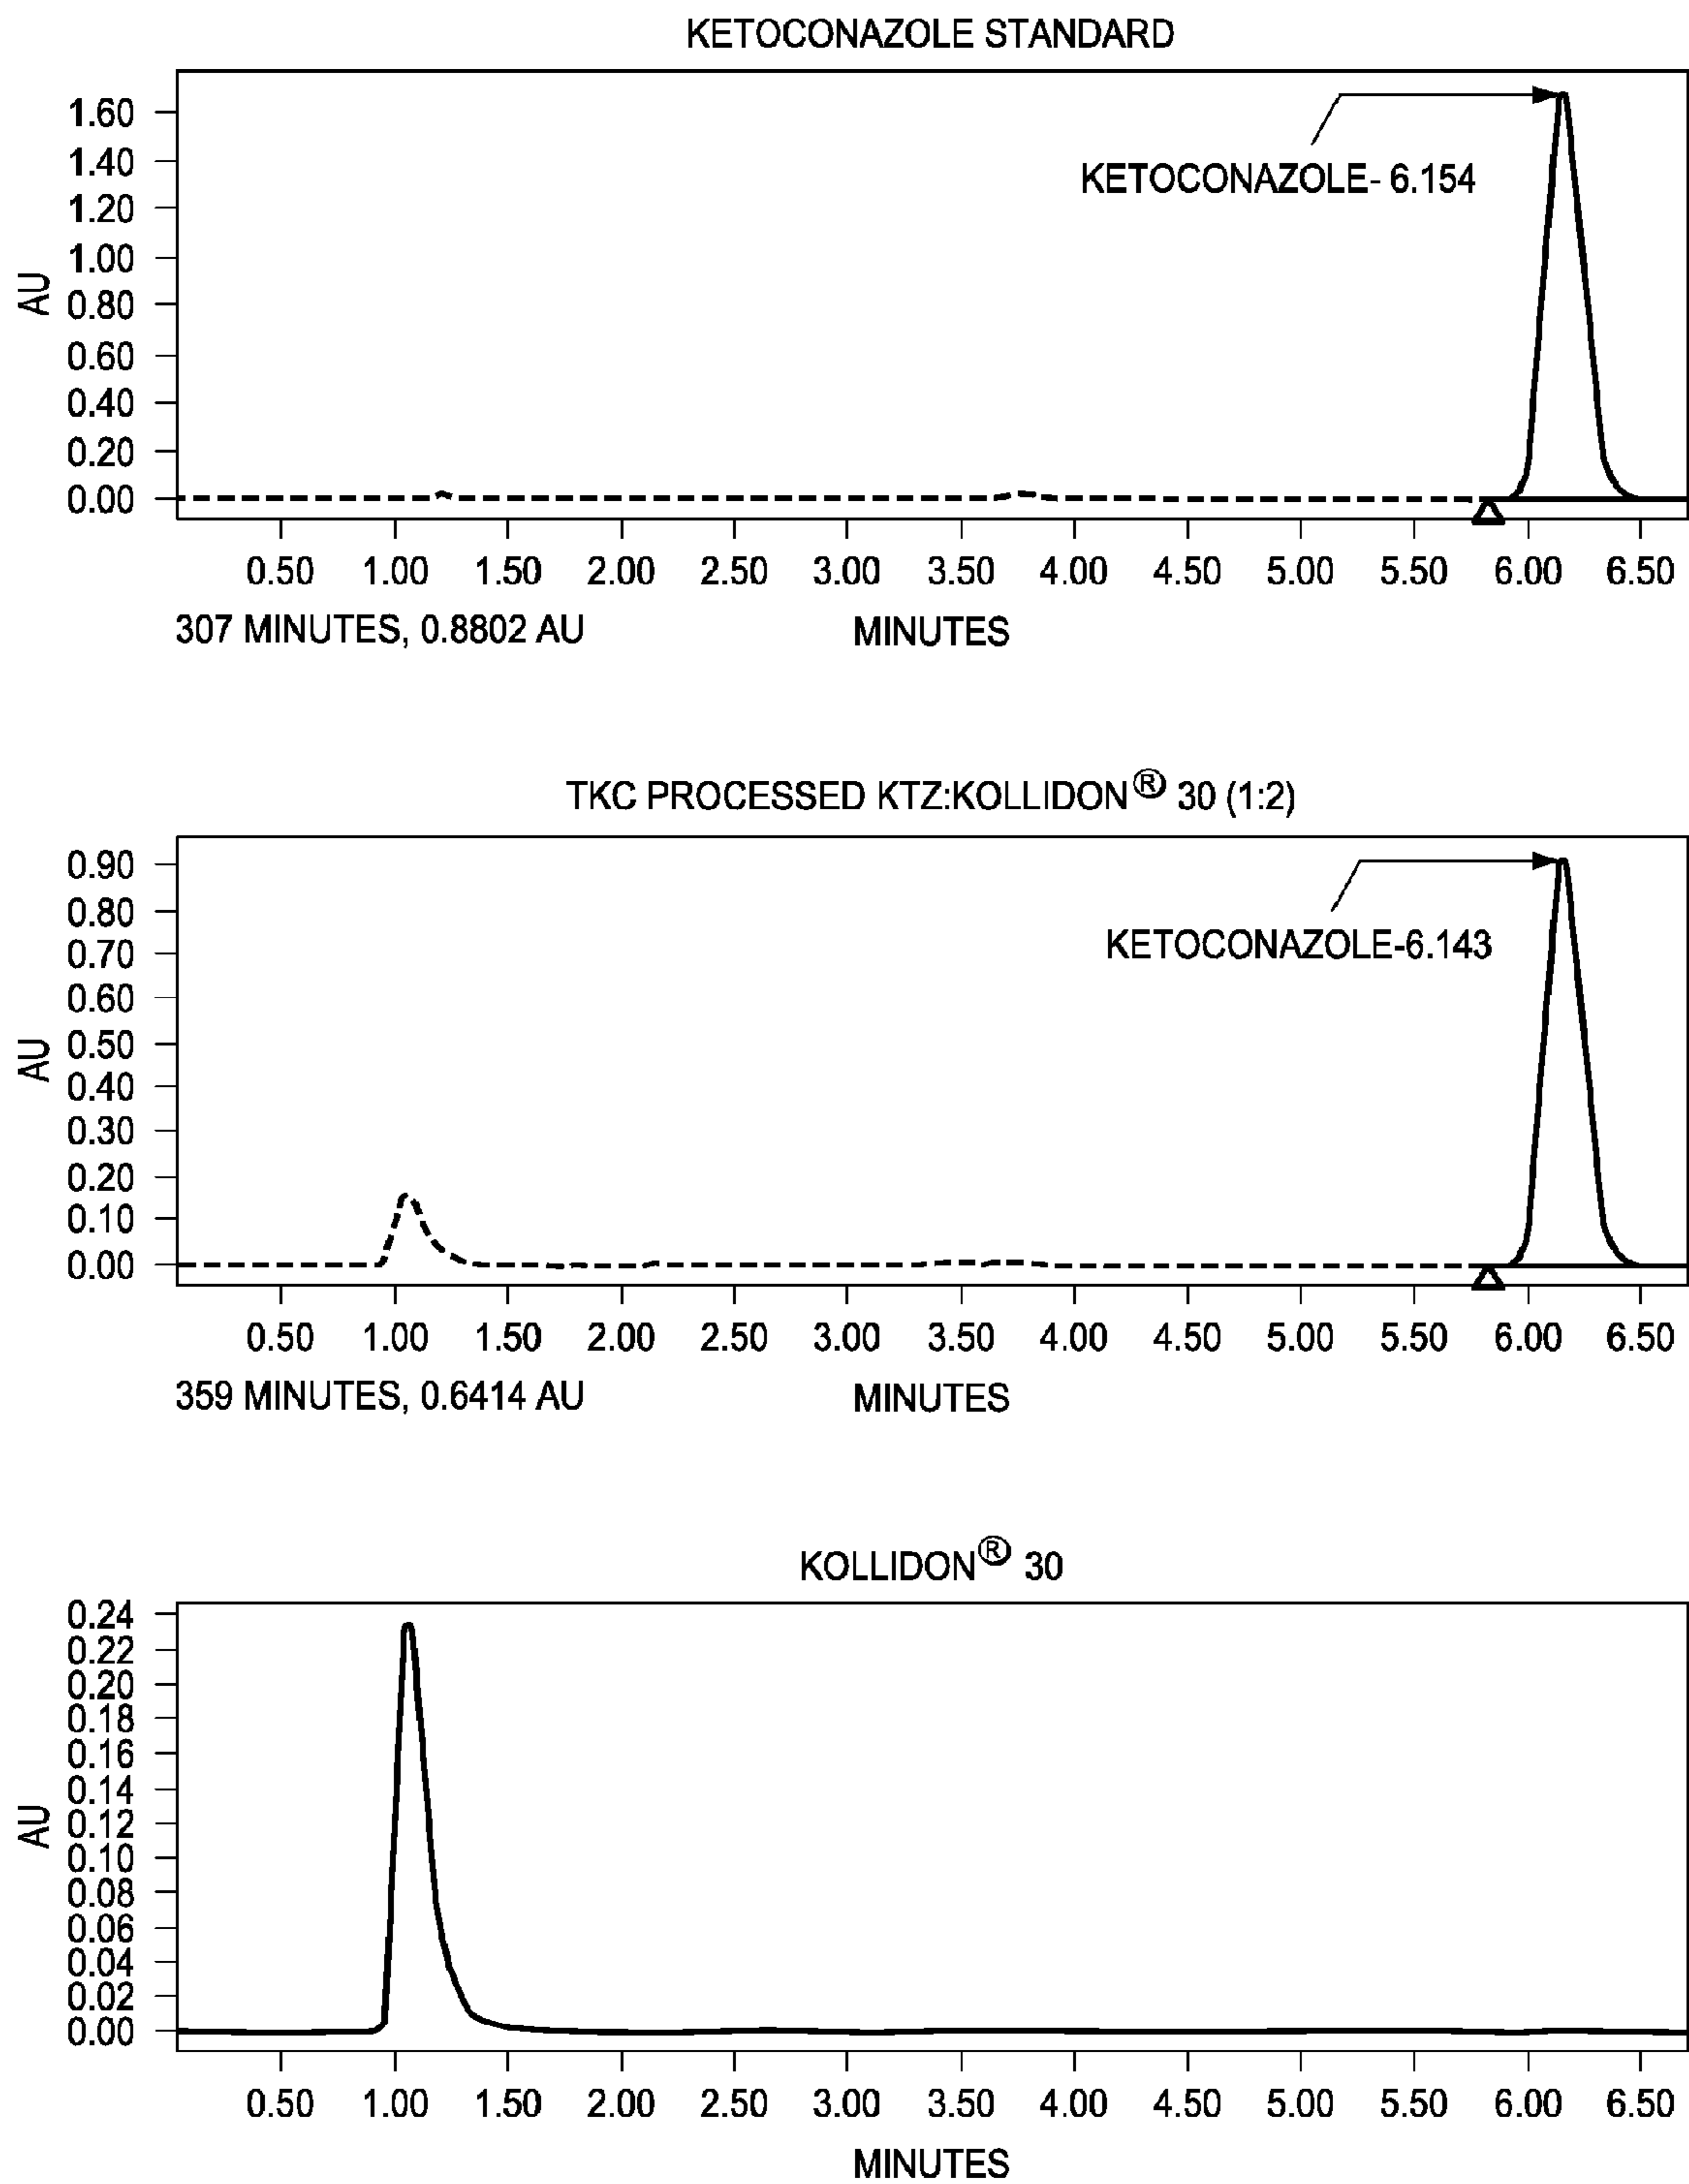 KETOCONAZOLE STANDARD
1.60
1.40
1.20
1.00
0.80
0.60
0.40
0.20
0.00
AU
KETOCONAZOLE- 6.154
0.50 1.00 1.50 2.00 2.50 3.00 3.50 4.00 4.50 5.00 5.50 6.00 6.50
307 MINUTES, 0.8802 AU MINUTES
TKC PROCESSED KTZ:KOLLIDON® 30 (1:2)
0.90
0.80
0.70
0.60
0.50
0.40
0.30
0.20
0.10
0.00
AU
KETOCONAZOLE-6.143
0.50 1.00 1.50 2.00 2.50 3.00 3.50 4.00 4.50 5.00 5.50 6.00 6.50
359 MINUTES, 0.6414 AU MINUTES
KOLLIDON® 30
0.24
0.22
0.20
0.18
0.16
0.14
0.12
0.10
0.08
0.06
0.04
0.02
0.00
AU
0.50 1.00 1.50 2.00 2.50 3.00 3.50 4.00 4.50 5.00 5.50 6.00 6.50
MINUTES